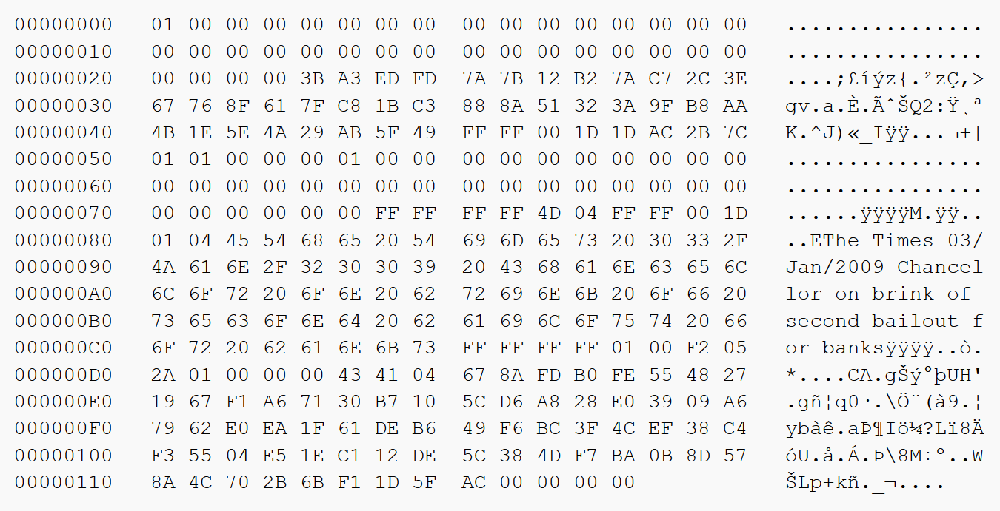 00000000 01 00 00 00 00 00 00 00 00 00 00 00 00 00 00 00 ................
00000010 00 00 00 00 00 00 00 00 00 00 00 00 00 00 00 00 ................
00000020 00 00 00 00 3B A3 ED FD 7A 7B 12 B2 7A C7 2C 3E ....;£íýz{.²zÇ,>
00000030 67 76 8F 61 7F C8 1B C3 88 8A 51 32 3A 9F B8 AA gv.a.È.ÈŠQ2:Ÿ¸ª
00000040 4B 1E 5E 4A 29 AB 5F 49 FF FF 00 1D 1D AC 2B 7C K.^J)«_Iÿÿ...¬+|
00000050 01 01 00 00 00 01 00 00 00 00 00 00 00 00 00 00 ................
00000060 00 00 00 00 00 00 00 00 00 00 00 00 00 00 00 00 ................
00000070 00 00 00 00 00 00 FF FF FF FF 4D 04 FF FF 00 1D ......ÿÿÿÿM.ÿÿ..
00000080 01 04 45 54 68 65 20 54 69 6D 65 73 20 30 33 2F ..EThe Times 03/
00000090 4A 61 6E 2F 32 30 30 39 20 43 68 61 6E 63 65 6C Jan/2009 Chancel
000000A0 6C 6F 72 20 6F 6E 20 62 72 69 6E 6B 20 6F 66 20 lor on brink of
000000B0 73 65 63 6F 6E 64 20 62 61 69 6C 6F 75 74 20 66 second bailout f
000000C0 6F 72 20 62 61 6E 6B 73 FF FF FF FF 01 00 F2 05 or banksÿÿÿÿ..ò.
000000D0 2A 01 00 00 00 43 41 04 67 8A FD B0 FE 55 48 27 *....CA.gŠý°þUH'
000000E0 19 67 F1 A6 71 30 B7 10 5C D6 A8 28 E0 39 09 A6 .gñ¦q0·.\Ö¨(à9.¦
000000F0 79 62 E0 EA 1F 61 DE B6 49 F6 BC 3F 4C EF 38 C4 ybàê.aÞ¶Iö¼?Lï8Ä
00000100 F3 55 04 E5 1E C1 12 DE 5C 38 4D F7 BA 0B 8D 57 óU.å.Á.Þ\8M÷º..W
00000110 8A 4C 70 2B 6B F1 1D 5F AC 00 00 00 00 ŠLp+kñ._¬....